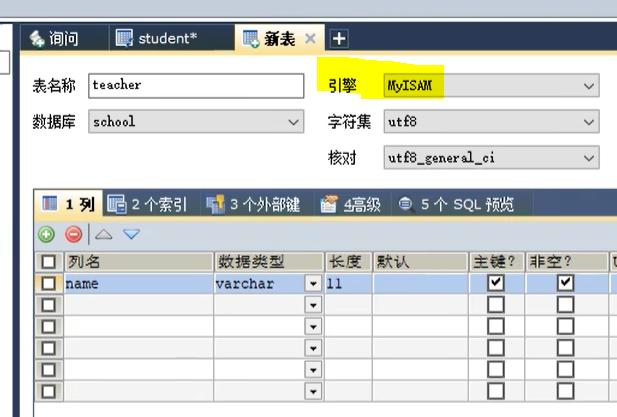 询问 student* 新表
表名称 teacher 引擎 MyISAM
数据库 school 字符集 utf8
核对 utf8_general_ci
1 列 2 个索引 3 个外部键 4高级 5 个 SQL 预览
列名 数据类型 长度 默认 主键? 非空?
name varchar 11